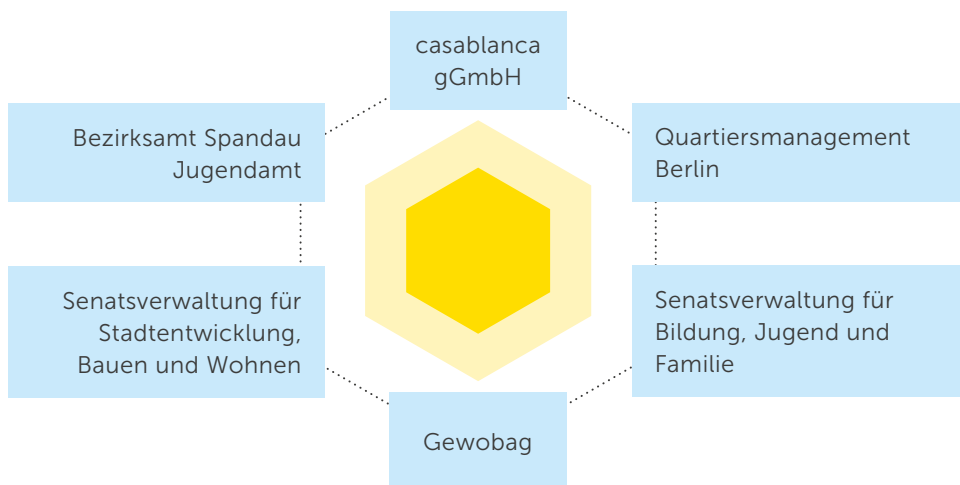 casablanca
gGmbH
Bezirksamt Spandau
Jugendamt
Quartiersmanagement
Berlin
Senatsverwaltung für
Stadtentwicklung,
Bauen und Wohnen
Senatsverwaltung für
Bildung, Jugend und
Familie
Gewobag